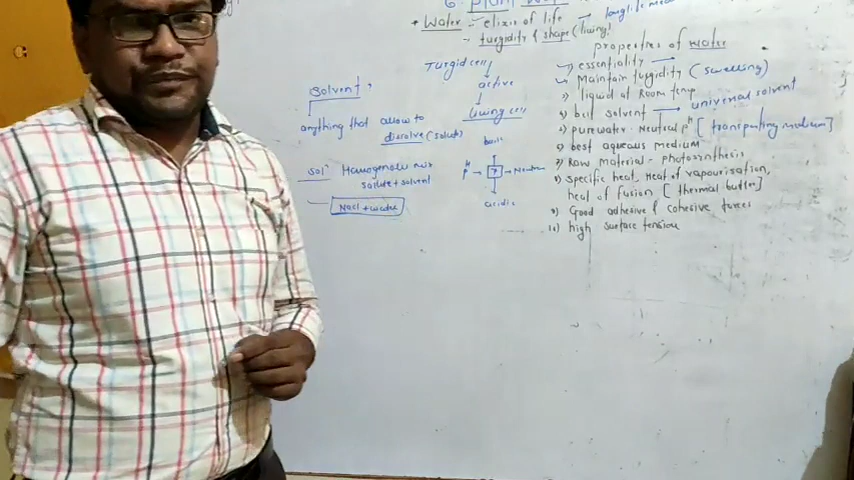 6. Plant
• Water - elixir of life →
- turgidity & shape (living)
Turgid cell
↓
active
↓
living cell
Solvent:
anything that allow to
dissolve (solute)
Solⁿ Homogenous mix
solute + solvent
Nacl + water
basic
pH → 7 → Neutral
acidic
properties of water
1) essentiality →
2) Maintain turgidity (swelling)
3) liquid at Room temp
4) best solvent → universal solvent
5) pure water - Neutral pH [transporting medium]
6) best aqueous medium
7) Raw material - photosynthesis
8) specific heat, Heat of vapourisation,
heat of fusion [thermal buffer]
9) Good adhesive & cohesive forces
10) high surface tension